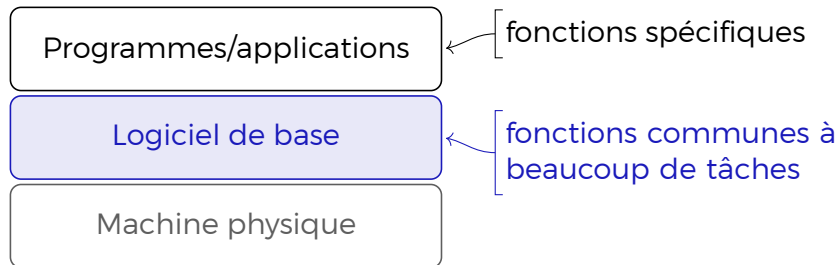 Programmes/applications
fonctions spécifiques
Logiciel de base
fonctions communes à
beaucoup de tâches
Machine physique